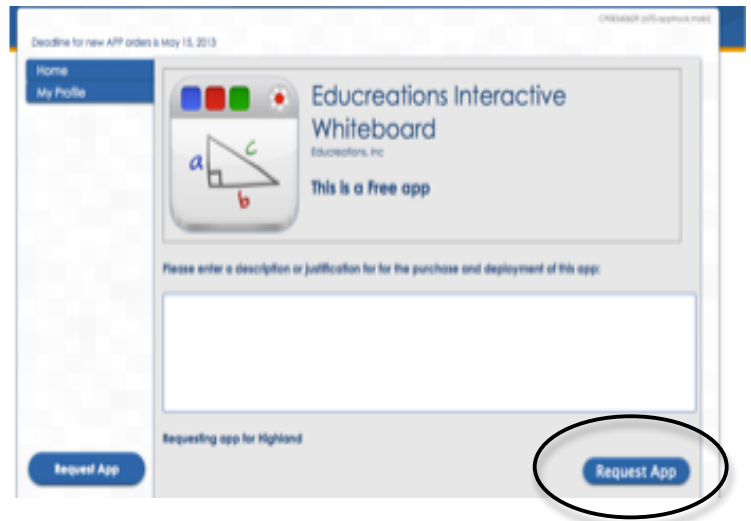 Deadline for new APP orders is May 15, 2013
Home
My Profile
a
c
b
Educreations Interactive
Whiteboard
Educreations, Inc
This is a Free app
Please enter a description or justification for for the purchase and deployment of this app:
Requesting app for Highland
Request App
Request App